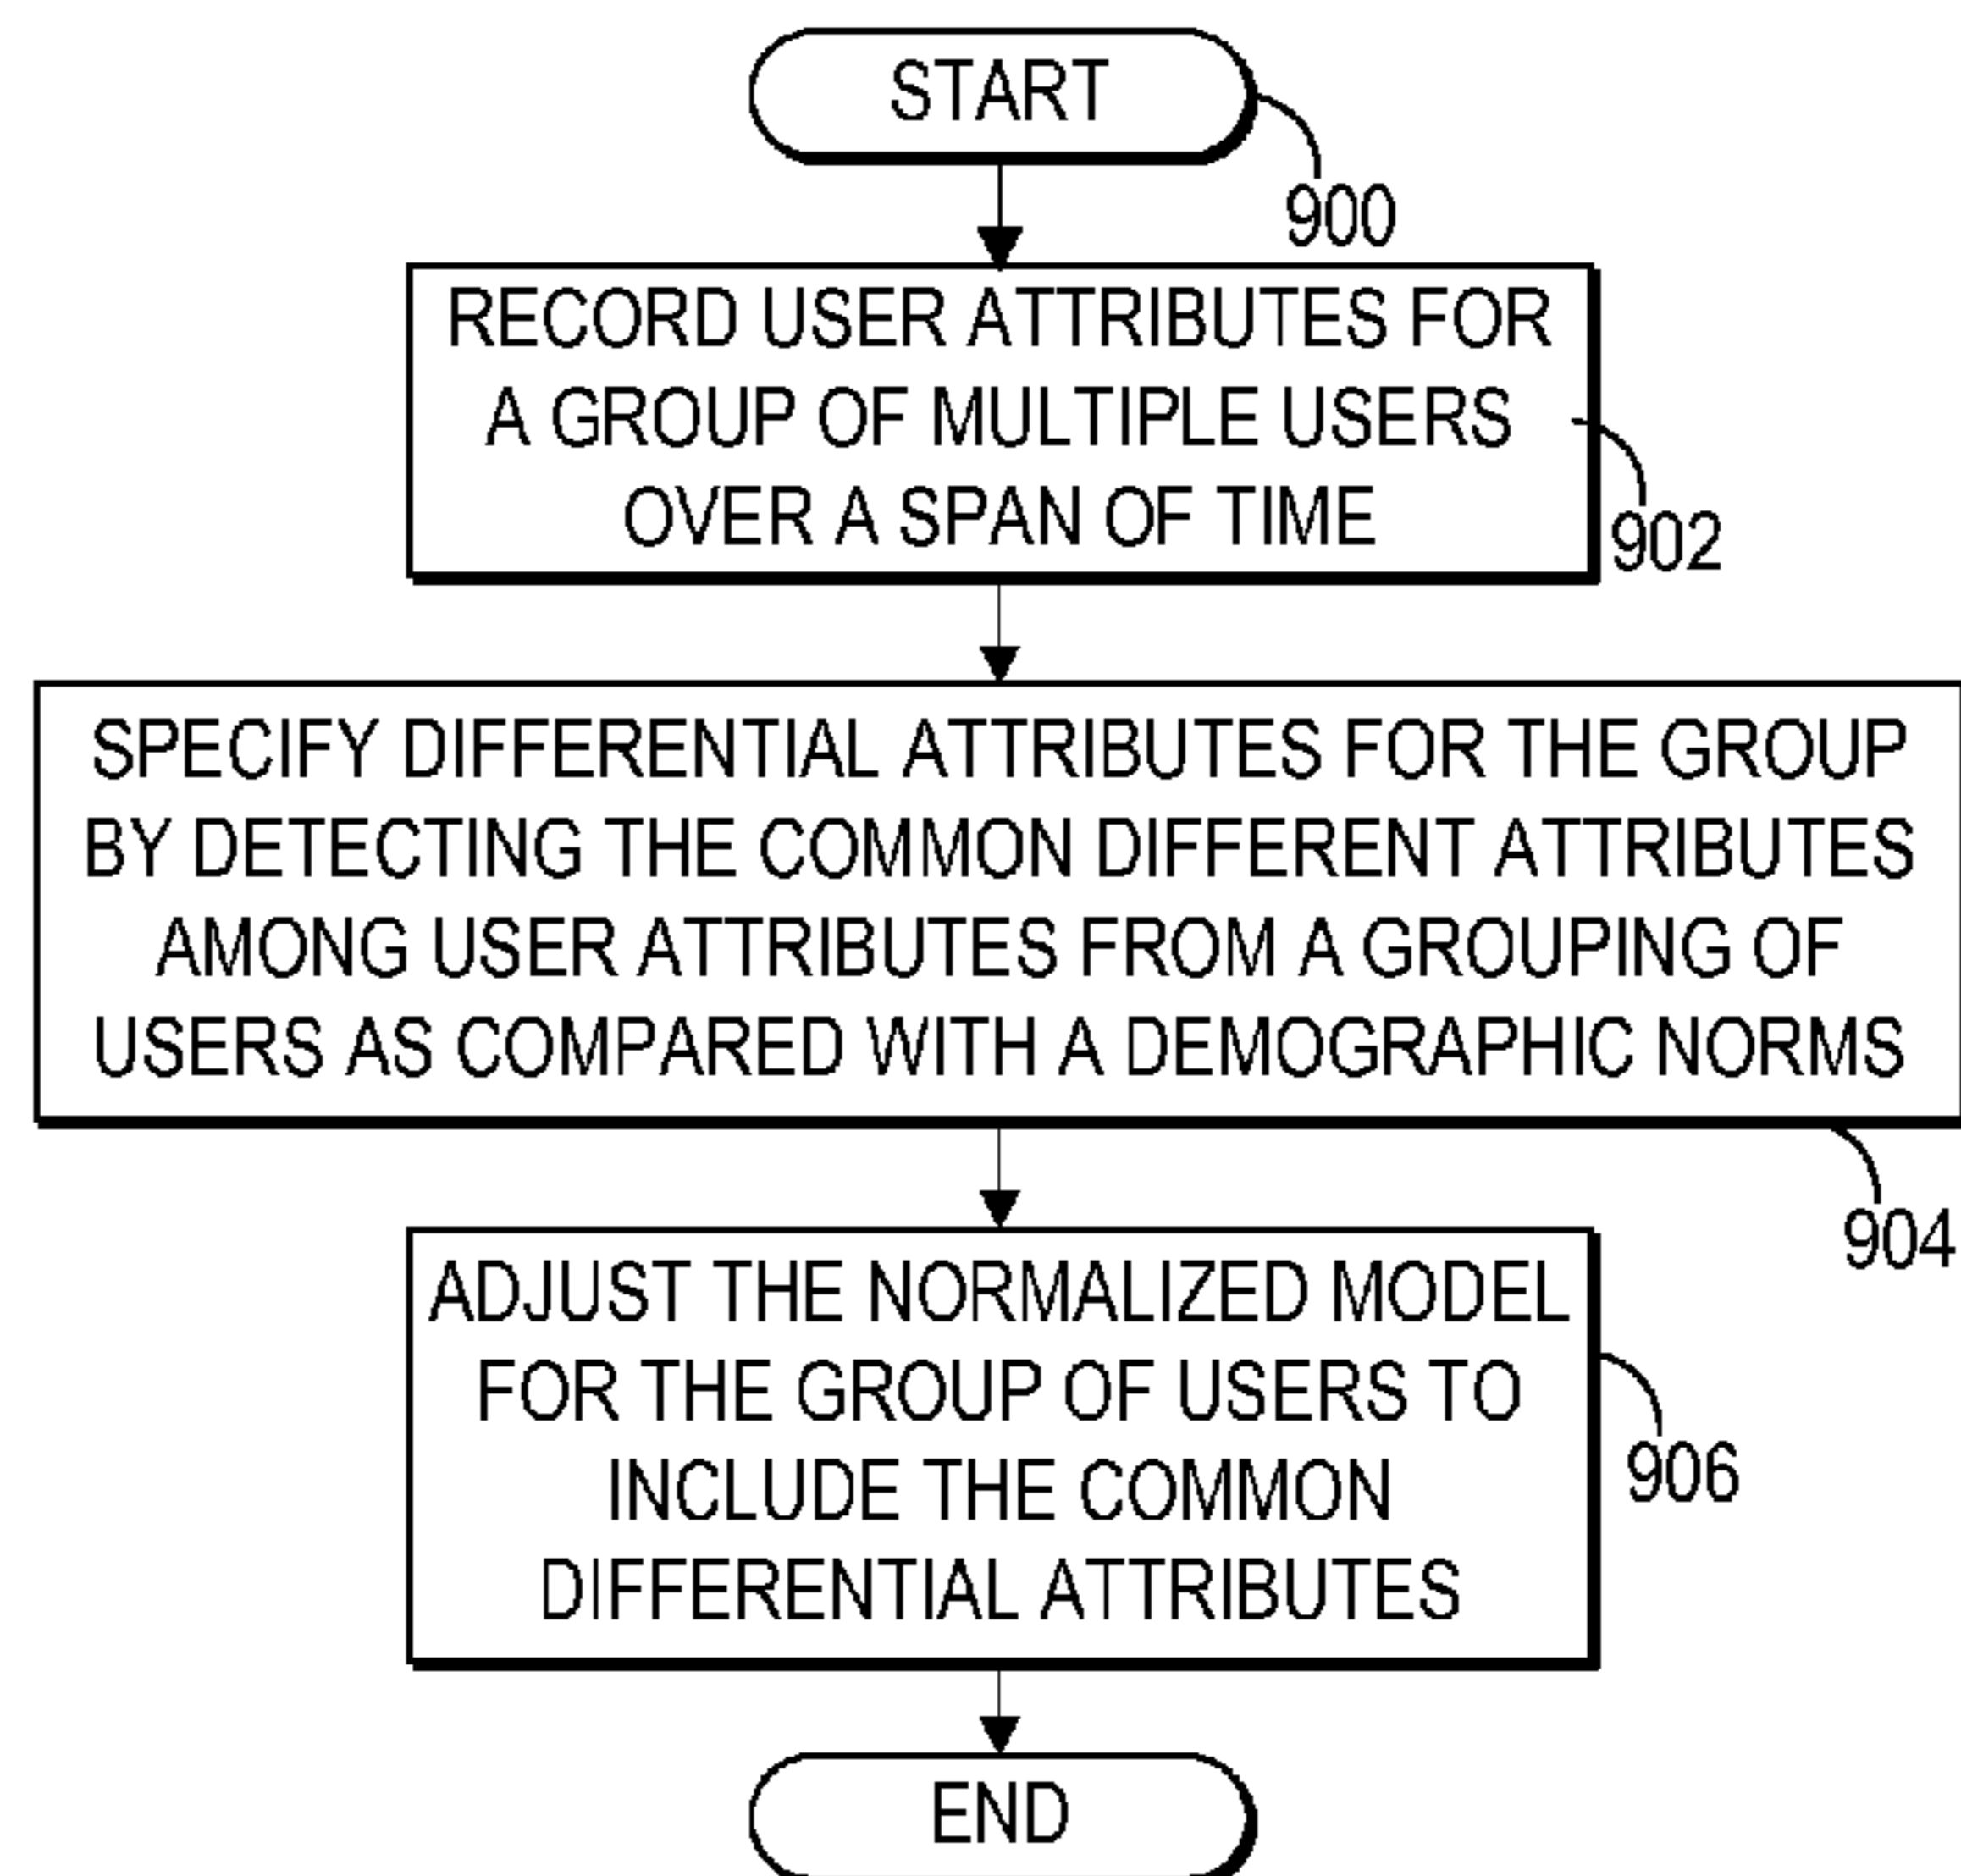 START
900
RECORD USER ATTRIBUTES FOR
A GROUP OF MULTIPLE USERS
OVER A SPAN OF TIME
902
SPECIFY DIFFERENTIAL ATTRIBUTES FOR THE GROUP
BY DETECTING THE COMMON DIFFERENT ATTRIBUTES
AMONG USER ATTRIBUTES FROM A GROUPING OF
USERS AS COMPARED WITH A DEMOGRAPHIC NORMS
904
ADJUST THE NORMALIZED MODEL
FOR THE GROUP OF USERS TO
INCLUDE THE COMMON
DIFFERENTIAL ATTRIBUTES
906
END